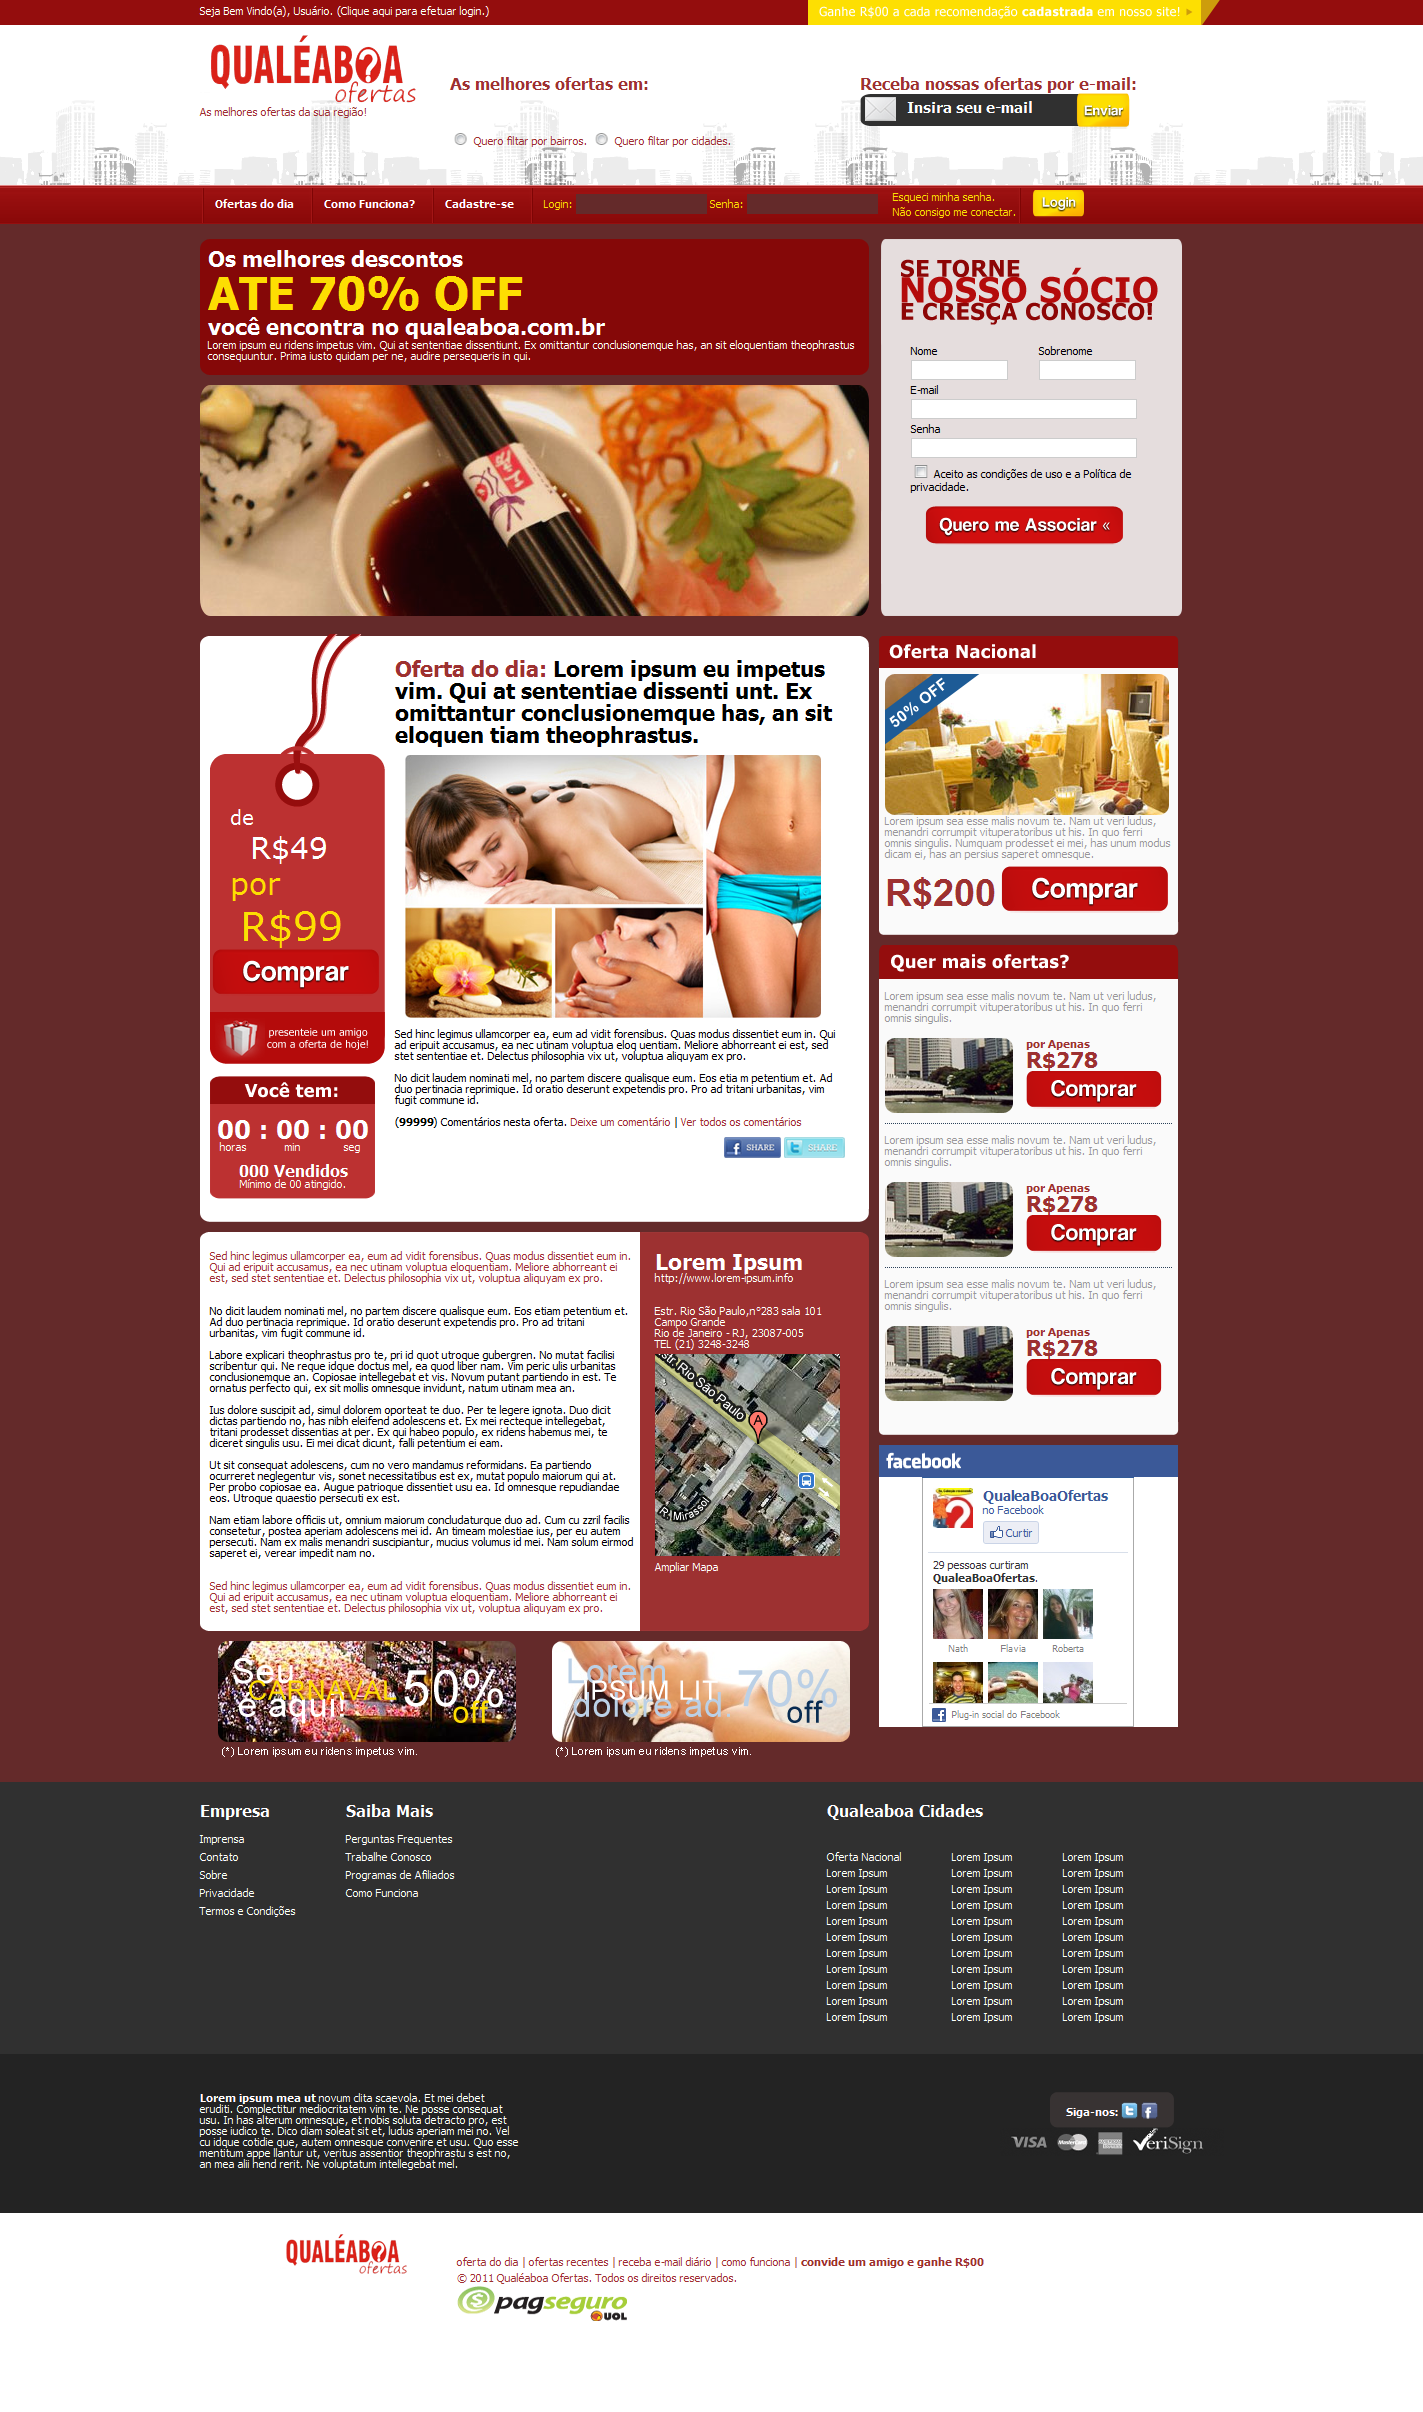 Seja Bem Vindo(a), Usuário. (Clique aqui para efetuar login.)
Ganhe R$00 a cada recomendação cadastrada em nosso site!
QUALÉABOA
ofertas
As melhores ofertas da sua região!
As melhores ofertas em:
Quero filtar por bairros. Quero filtar por cidades.
Receba nossas ofertas por e-mail:
Insira seu e-mail
Enviar
Ofertas do dia
Como Funciona?
Cadastre-se
Login:
Senha:
Esqueci minha senha.
Não consigo me conectar.
Login
Os melhores descontos
ATE 70% OFF
você encontra no qualeaboa.com.br
Lorem ipsum eu ridens impetus vim. Qui at sententiae dissentiunt. Ex omittantur conclusionemque has, an sit eloquentiam theophrastus
consequuntur. Prima iusto quidam per ne, audire persequeris in qui.
SE TORNE
NOSSO SÓCIO
E CRESÇA CONOSCO!
Nome
Sobrenome
E-mail
Senha
Aceito as condições de uso e a Política de
privacidade.
Quero me Associar «
Oferta do dia: Lorem ipsum eu impetus
vim. Qui at sententiae dissenti unt. Ex
omittantur conclusionemque has, an sit
eloquen tiam theophrastus.
de
R$49
por
R$99
Comprar
presenteie um amigo
com a oferta de hoje!
Você tem:
00 : 00 : 00
horas min seg
000 Vendidos
Mínimo de 00 atingido.
Sed hinc legimus ullamcorper ea, eum ad vidit forensibus. Quas modus dissentiet eum in. Qui
ad eripuit accusamus, ea nec utinam voluptua eloq uentiam. Meliore abhorreant ei est, sed
stet sententiae et. Delectus philosophia vix ut, voluptua aliquyam ex pro.
No dicit laudem nominati mel, no partem discere qualisque eum. Eos etia m petentium et. Ad
duo pertinacia reprimique. Id oratio deserunt expetendis pro. Pro ad tritani urbanitas, vim
fugit commune id.
(99999) Comentários nesta oferta. Deixe um comentário | Ver todos os comentários
SHARE
SHARE
Oferta Nacional
50% OFF
Lorem ipsum sea esse malis novum te. Nam ut veri ludus,
menandri corrumpit vituperatoribus ut his. In quo ferri
omnis singulis. Numquam prodesset ei mei, has unum modus
dicam ei, has an persius saperet omnesque.
R$200
Comprar
Quer mais ofertas?
Lorem ipsum sea esse malis novum te. Nam ut veri ludus,
menandri corrumpit vituperatoribus ut his. In quo ferri
omnis singulis.
por Apenas
R$278
Comprar
Lorem ipsum sea esse malis novum te. Nam ut veri ludus,
menandri corrumpit vituperatoribus ut his. In quo ferri
omnis singulis.
por Apenas
R$278
Comprar
Lorem ipsum sea esse malis novum te. Nam ut veri ludus,
menandri corrumpit vituperatoribus ut his. In quo ferri
omnis singulis.
por Apenas
R$278
Comprar
Sed hinc legimus ullamcorper ea, eum ad vidit forensibus. Quas modus dissentiet eum in.
Qui ad eripuit accusamus, ea nec utinam voluptua eloquentiam. Meliore abhorreant ei
est, sed stet sententiae et. Delectus philosophia vix ut, voluptua aliquyam ex pro.
No dicit laudem nominati mel, no partem discere qualisque eum. Eos etiam petentium et.
Ad duo pertinacia reprimique. Id oratio deserunt expetendis pro. Pro ad tritani
urbanitas, vim fugit commune id.
Labore explicari theophrastus pro te, pri id quot utroque gubergren. No mutat facilisi
scribentur qui. Ne reque idque doctus mel, ea quod liber nam. Vim peric ulis urbanitas
conclusionemque an. Copiosae intellegebat et vis. Novum putant partiendo in est. Te
ornatus perfecto qui, ex sit mollis omnesque invidunt, natum utinam mea an.
Ius dolore suscipit ad, simul dolorem oporteat te duo. Per te legere ignota. Duo dicit
dictas partiendo no, has nibh eleifend adolescens et. Ex mei recteque intellegebat,
tritani prodesset dissentias at per. Ex qui habeo populo, ex ridens habemus mei, te
diceret singulis usu. Ei mei dicat dicunt, falli petentium ei eam.
Ut sit consequat adolescens, cum no vero mandamus reformidans. Ea partiendo
ocurreret neglegentur vis, sonet necessitatibus est ex, mutat populo maiorum qui at.
Per probo copiosae ea. Augue patrioque dissentiet usu ea. Id omnesque repudiandae
eos. Utroque quaestio persecuti ex est.
Nam etiam labore officiis ut, omnium maiorum concludaturque duo ad. Cum cu zzril facilis
consetetur, postea aperiam adolescens mei id. An timeam molestiae ius, per eu autem
persecuti. Nam ex malis menandri suscipiantur, mucius volumus id mei. Nam solum eirmod
saperet ei, verear impedit nam no.
Sed hinc legimus ullamcorper ea, eum ad vidit forensibus. Quas modus dissentiet eum in.
Qui ad eripuit accusamus, ea nec utinam voluptua eloquentiam. Meliore abhorreant ei
est, sed stet sententiae et. Delectus philosophia vix ut, voluptua aliquyam ex pro.
Lorem Ipsum
http://www.lorem-ipsum.info
Estr. Rio São Paulo,n°283 sala 101
Campo Grande
Rio de Janeiro - RJ, 23087-005
TEL (21) 3248-3248
Estr. Rio São Paulo
A
R. Mirassol
Ampliar Mapa
facebook
QualeaBoaOfertas
no Facebook
Curtir
29 pessoas curtiram
QualeaBoaOfertas.
Nath Flavia Roberta
Plug-in social do Facebook
Seu
CARNAVAL
é aqui!
50%
off
(*) Lorem ipsum eu ridens impetus vim.
Lorem
IPSUM LIT
dolore ad.
70%
off
(*) Lorem ipsum eu ridens impetus vim.
Empresa
Imprensa
Contato
Sobre
Privacidade
Termos e Condições
Saiba Mais
Perguntas Frequentes
Trabalhe Conosco
Programas de Afiliados
Como Funciona
Qualeaboa Cidades
Oferta Nacional Lorem Ipsum Lorem Ipsum
Lorem Ipsum Lorem Ipsum Lorem Ipsum
Lorem Ipsum Lorem Ipsum Lorem Ipsum
Lorem Ipsum Lorem Ipsum Lorem Ipsum
Lorem Ipsum Lorem Ipsum Lorem Ipsum
Lorem Ipsum Lorem Ipsum Lorem Ipsum
Lorem Ipsum Lorem Ipsum Lorem Ipsum
Lorem Ipsum Lorem Ipsum Lorem Ipsum
Lorem Ipsum Lorem Ipsum Lorem Ipsum
Lorem Ipsum Lorem Ipsum Lorem Ipsum
Lorem Ipsum Lorem Ipsum Lorem Ipsum
Lorem ipsum mea ut novum clita scaevola. Et mei debet
eruditi. Complectitur mediocritatem vim te. Ne posse consequat
usu. In has alterum omnesque, et nobis soluta detracto pro, est
posse iudico te. Dico diam soleat sit et, ludus aperiam mei no. Vel
cu idque cotidie que, autem omnesque convenire et usu. Quo esse
mentitum appe llantur ut, veritus assentior theophrastu s est no,
an mea alii hend rerit. Ne voluptatum intellegebat mel.
Siga-nos:
VISA MasterCard VeriSign
QUALÉABOA
ofertas
oferta do dia | ofertas recentes | receba e-mail diário | como funciona | convide um amigo e ganhe R$00
© 2011 Qualéaboa Ofertas. Todos os direitos reservados.
pagseguro
UOL